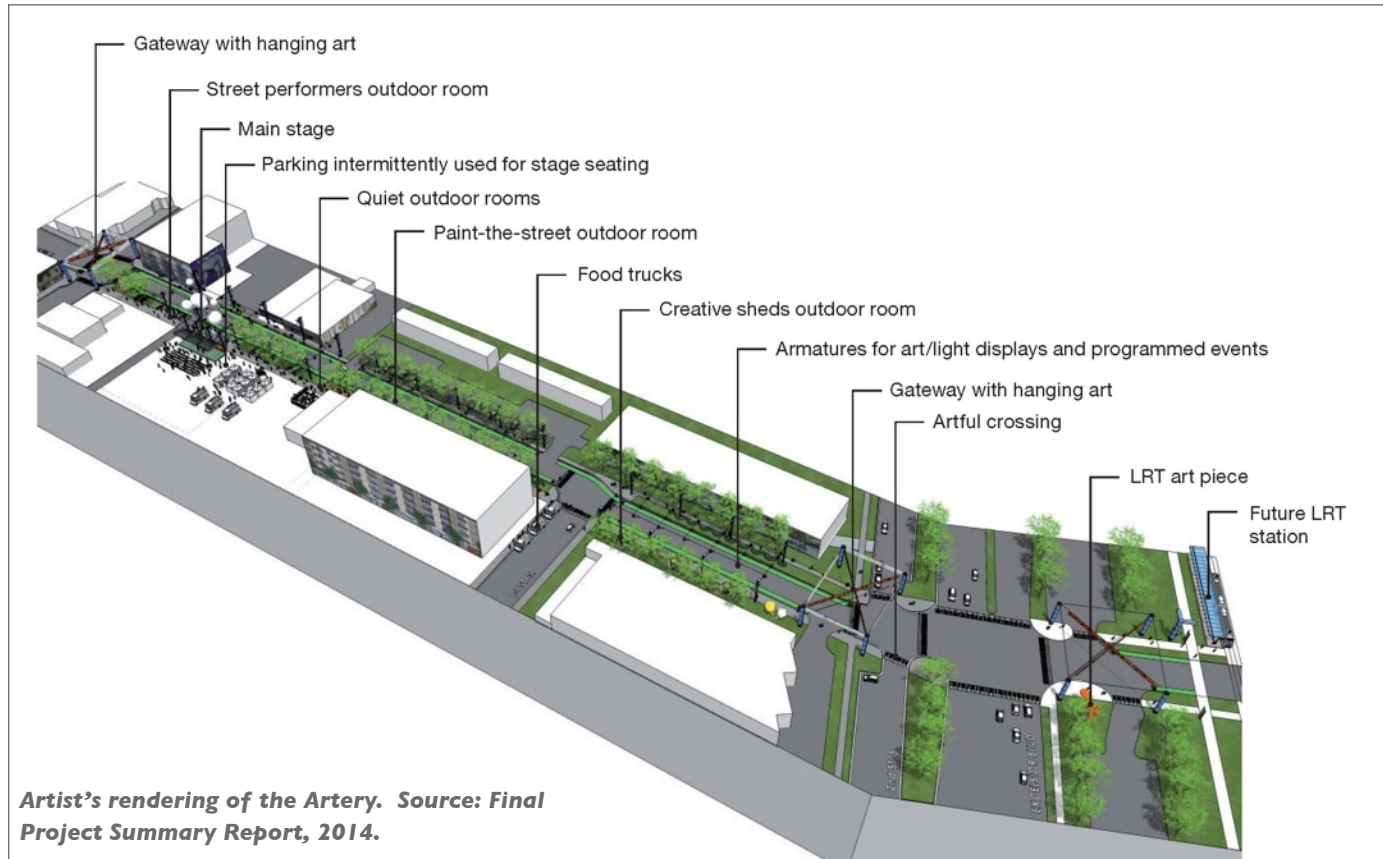 Gateway with hanging art
Street performers outdoor room
Main stage
Parking intermittently used for stage seating
Quiet outdoor rooms
Paint-the-street outdoor room
Food trucks
Creative sheds outdoor room
Armatures for art/light displays and programmed events
Gateway with hanging art
Artful crossing
LRT art piece
Future LRT
station
EXCELSIOR BLVD
Artist's rendering of the Artery. Source: Final
Project Summary Report, 2014.